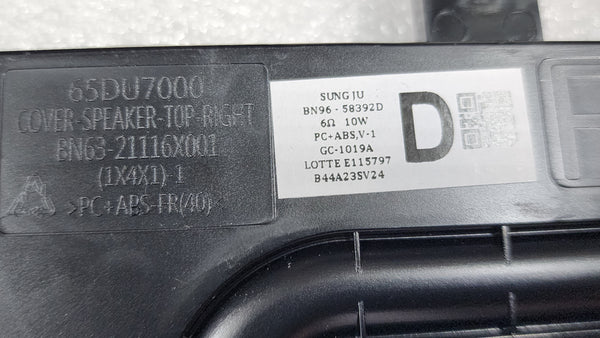 65DU7000
COVER-SPEAKER-TOP-RIGHT
BN63-21116X001
(1X4X1)-1
>PC+ABS-FR(40)
SUNG JU
BN96 - 58392D
6Ω 10W
PC+ABS,V-1
GC-1019A
LOTTE E115797
B44A23SV24
D